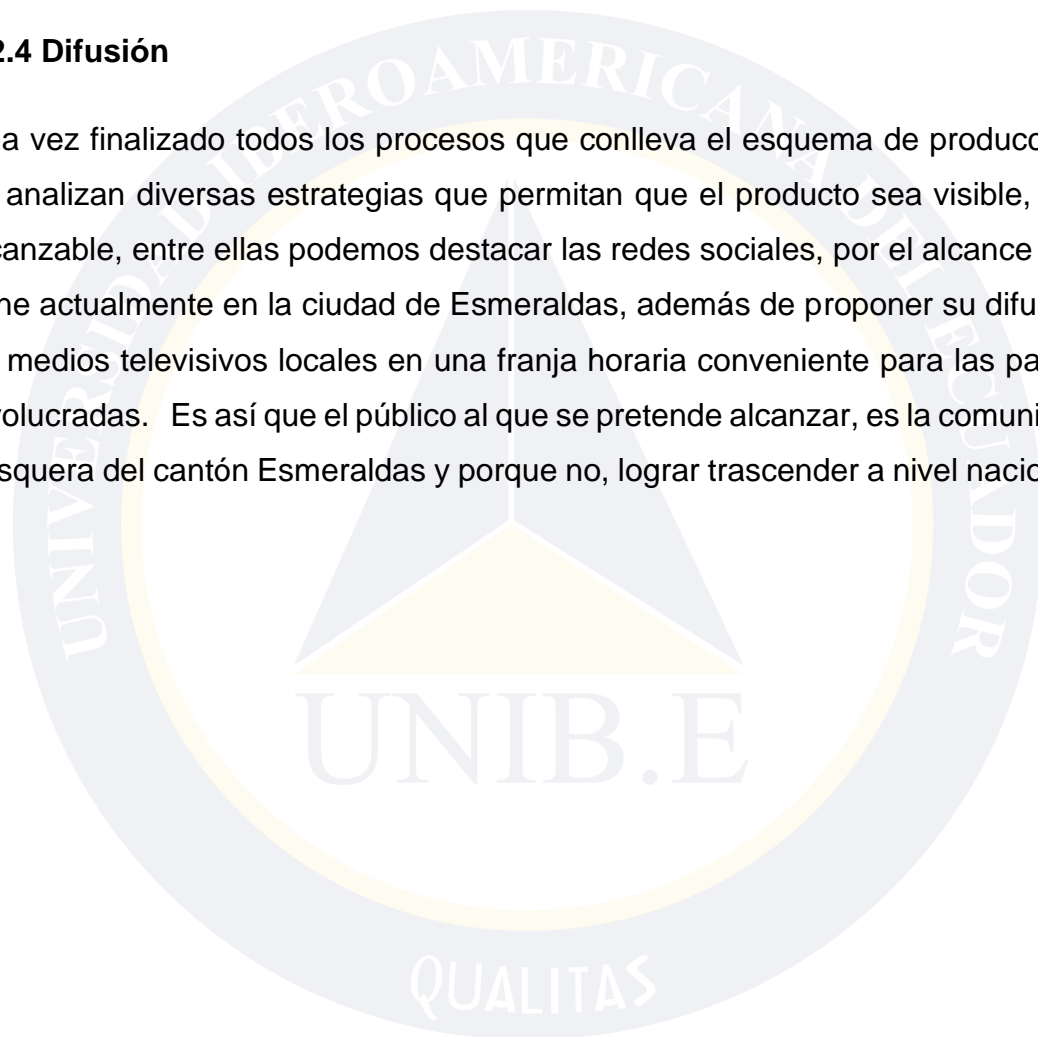 2.4 Difusión
a vez finalizado todos los procesos que conlleva el esquema de producc
analizan diversas estrategias que permitan que el producto sea visible,
canzable, entre ellas podemos destacar las redes sociales, por el alcance
ne actualmente en la ciudad de Esmeraldas, además de proponer su difu
medios televisivos locales en una franja horaria conveniente para las pa
volucradas. Es así que el público al que se pretende alcanzar, es la comuni
squera del cantón Esmeraldas y porque no, lograr trascender a nivel nacio
UNIVERSIDAD IBEROAMERICANA DEL ECUADOR
UNIB.E
QUALITAS